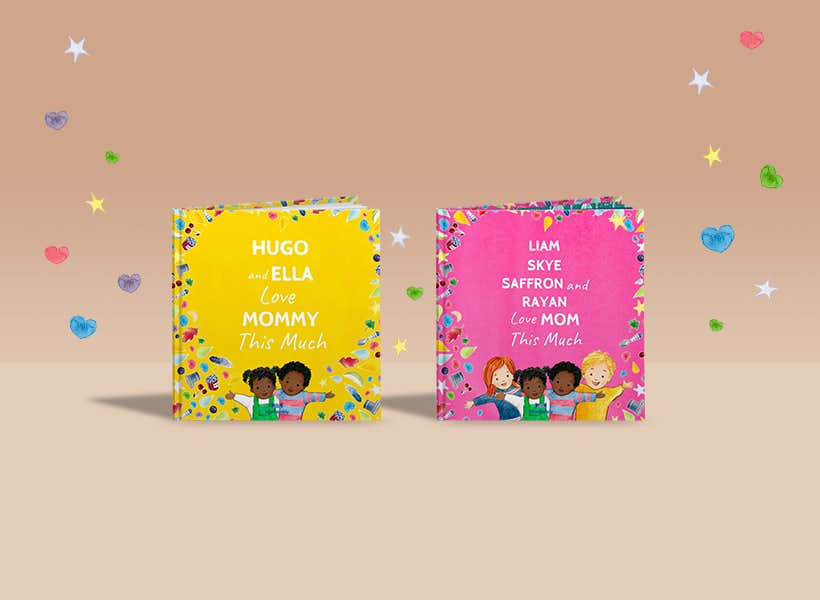 HUGO
and ELLA
Love
MOMMY
This Much
LIAM
SKYE
SAFFRON and
RAYAN
Love MOM
This Much